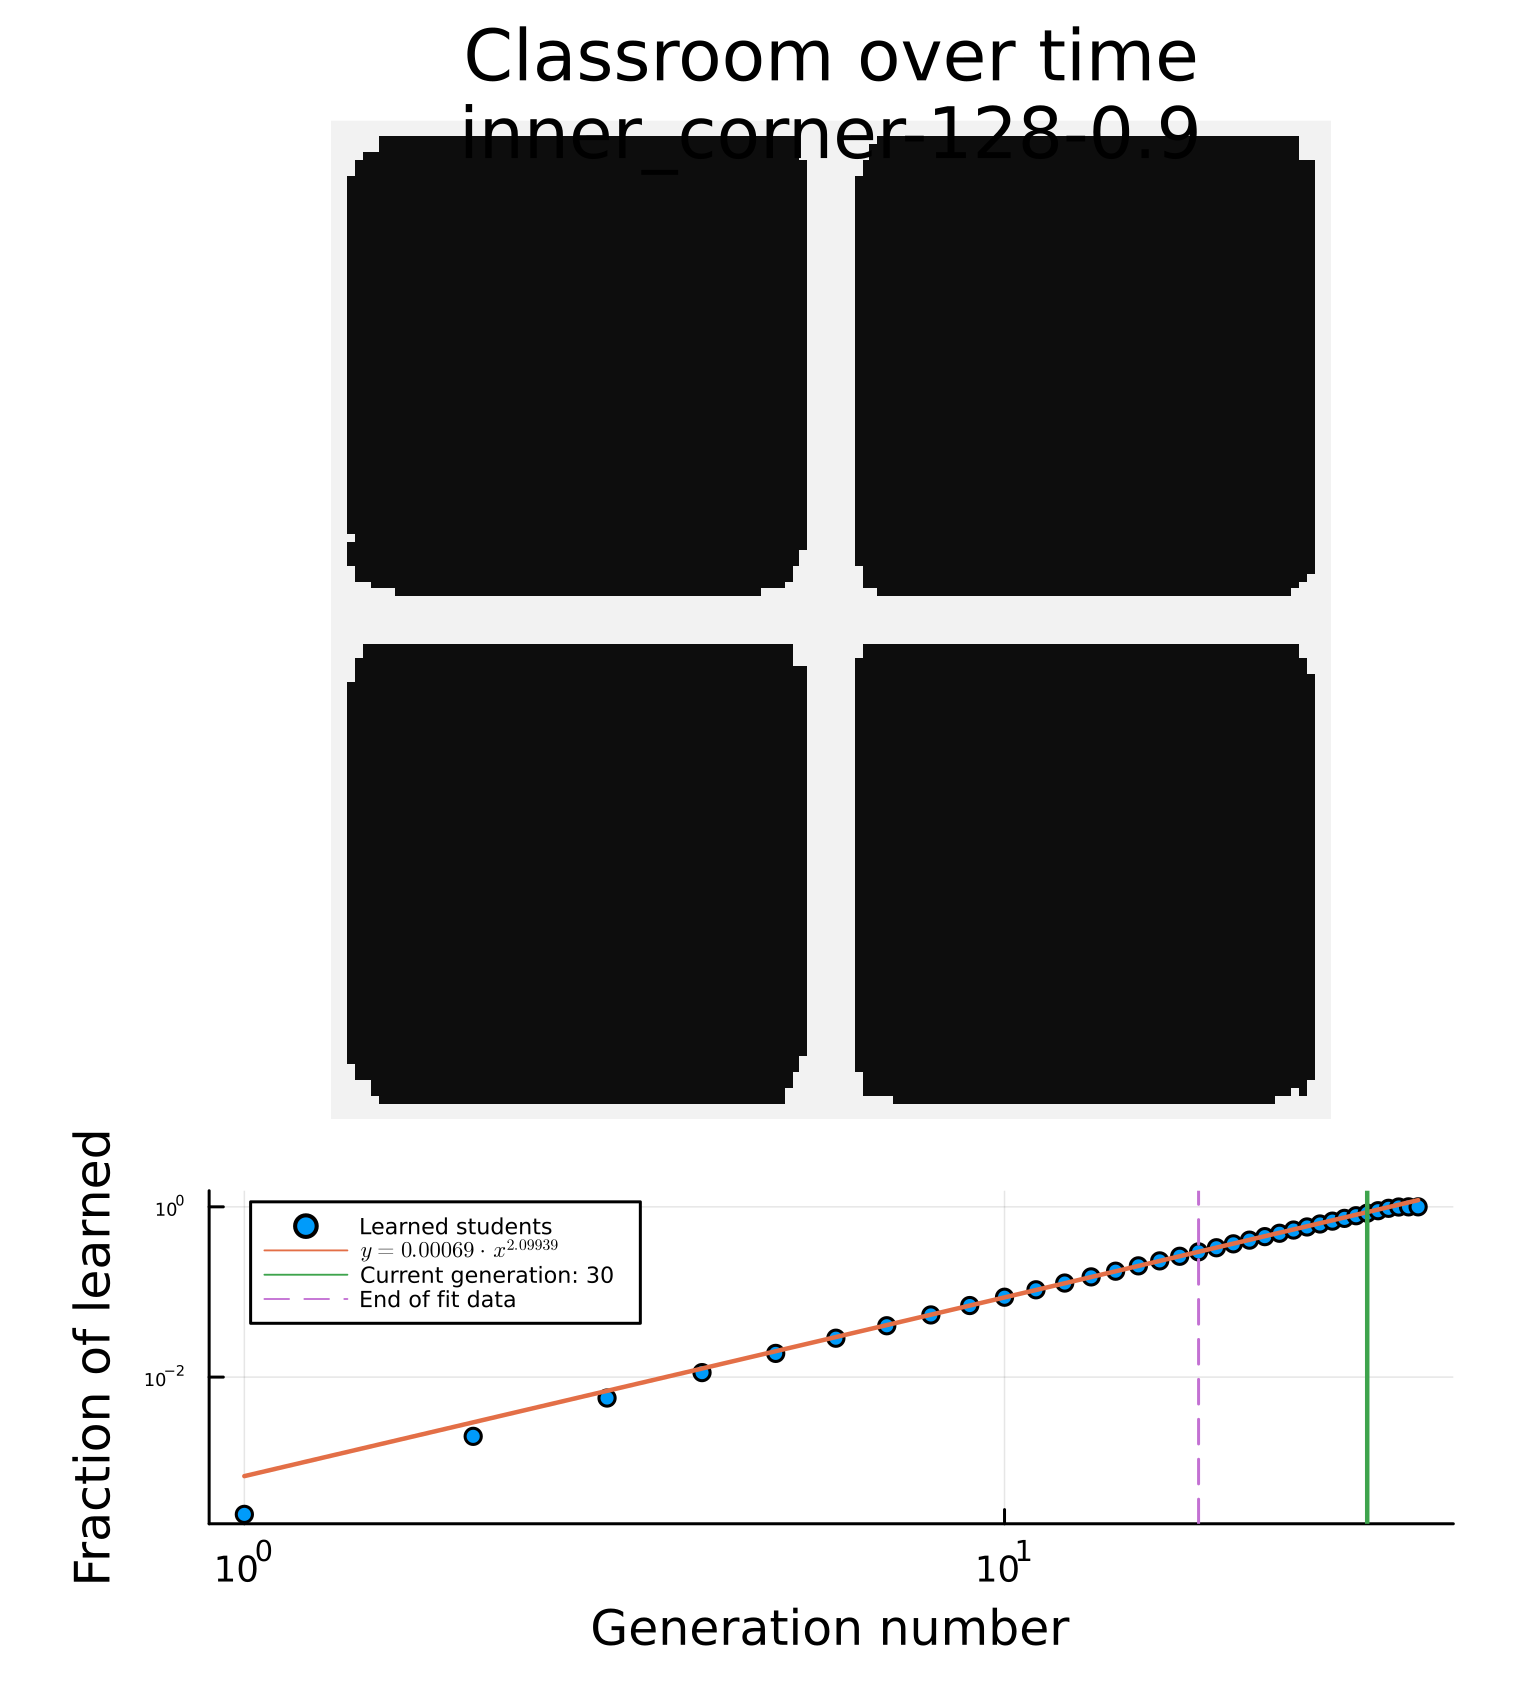 Classroom over time
inner_corner-128-0.9
10^0
10^−2
Fraction of learned
Learned students
y = 0.00069 · x^2.09939
Current generation: 30
End of fit data
10^0
10^1
Generation number